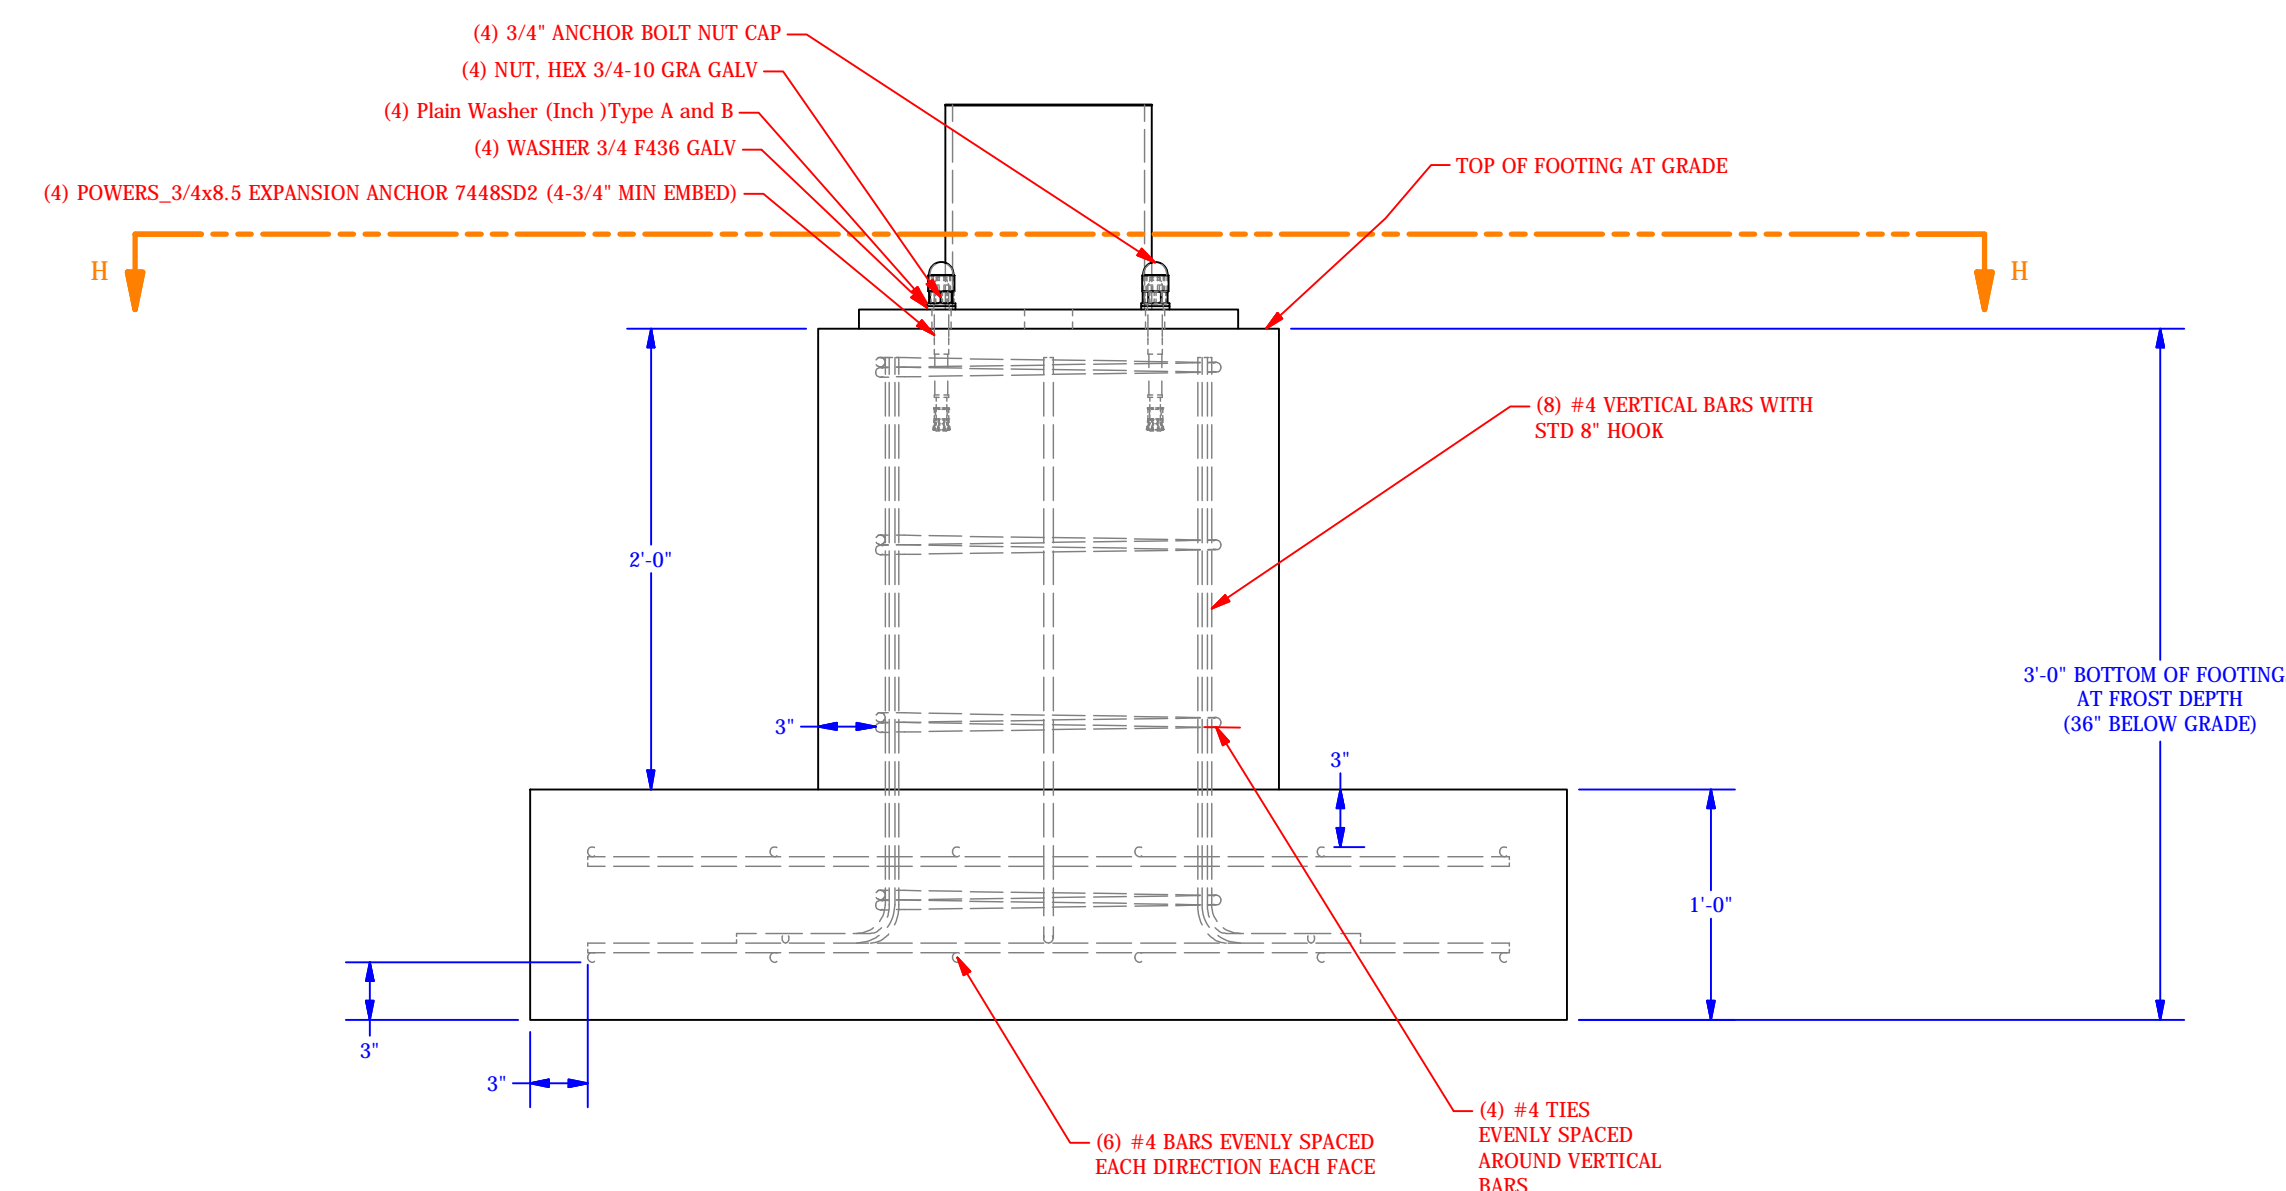 (4) 3/4" ANCHOR BOLT NUT CAP
(4) NUT, HEX 3/4-10 GRA GALV
(4) Plain Washer (Inch )Type A and B
(4) WASHER 3/4 F436 GALV
(4) POWERS_3/4x8.5 EXPANSION ANCHOR 7448SD2 (4-3/4" MIN EMBED)
TOP OF FOOTING AT GRADE
H
H
(8) #4 VERTICAL BARS WITH
STD 8" HOOK
2'-0"
3'-0" BOTTOM OF FOOTING
AT FROST DEPTH
(36" BELOW GRADE)
3"
3"
1'-0"
3"
3"
(6) #4 BARS EVENLY SPACED
EACH DIRECTION EACH FACE
(4) #4 TIES
EVENLY SPACED
AROUND VERTICAL
BARS